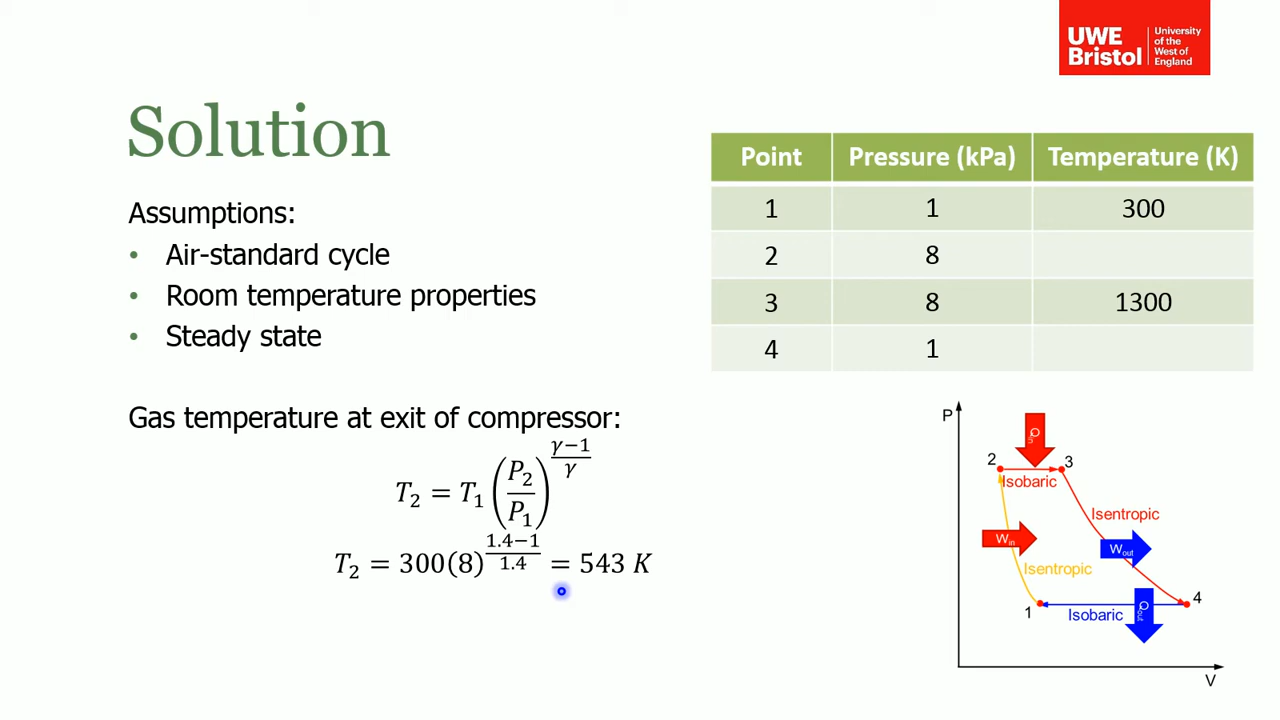 UWE
Bristol
University
of the
West of
England
Solution
Assumptions:
• Air-standard cycle
• Room temperature properties
• Steady state
Gas temperature at exit of compressor:
T₂ = T₁ (P₂/P₁)^((γ−1)/γ)
T₂ = 300(8)^((1.4−1)/1.4) = 543 K
Point Pressure (kPa) Temperature (K)
1 1 300
2 8
3 8 1300
4 1
P
Qin
2
3
Isobaric
Isentropic
Win
Wout
Isentropic
Qout
4
1
Isobaric
V